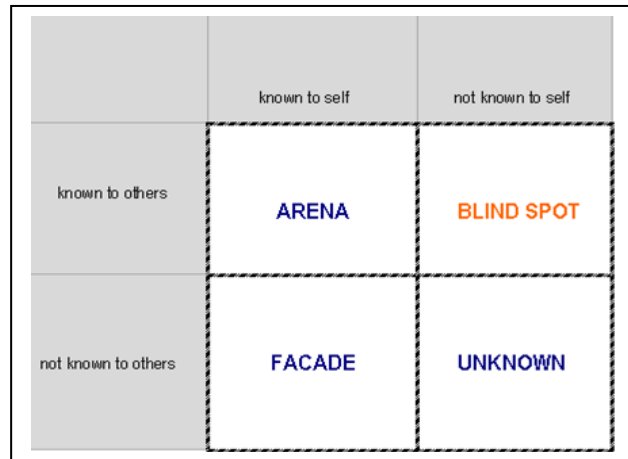 known to self
not known to self
known to others
ARENA
BLIND SPOT
not known to others
FACADE
UNKNOWN